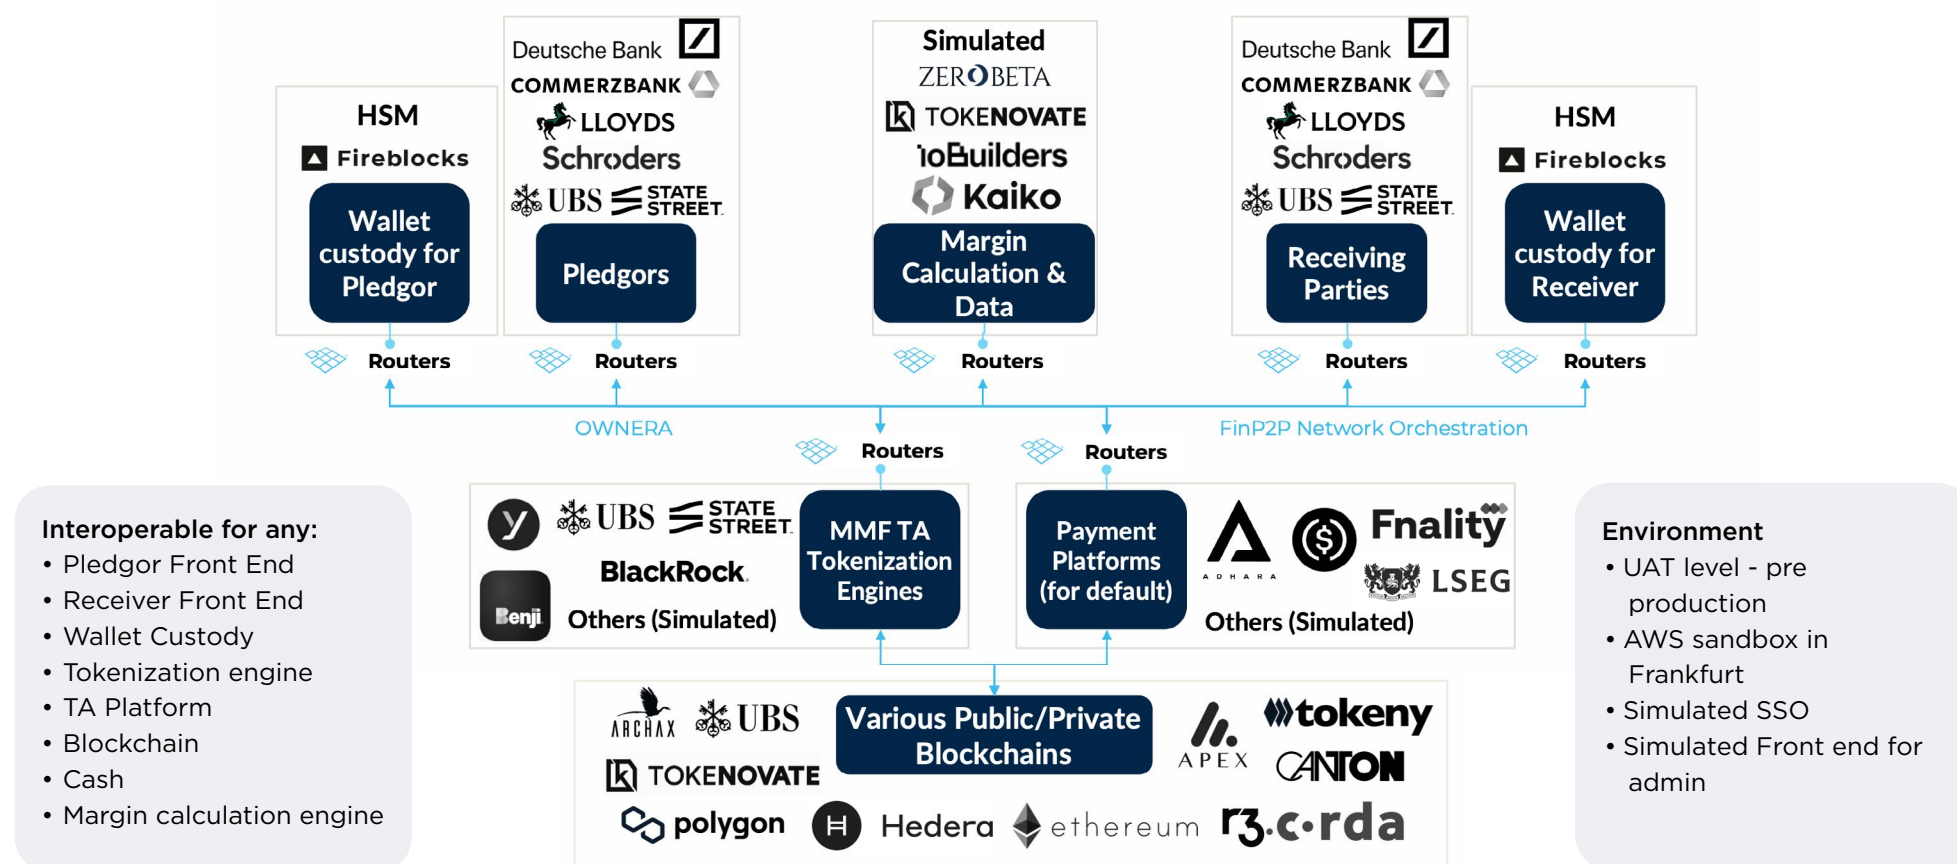 HSM
Fireblocks
Wallet
custody for
Pledgor
Deutsche Bank
COMMERZBANK
LLOYDS
Schroders
UBS STATE STREET
Pledgors
Simulated
ZEROBETA
TOKENOVATE
ioBuilders
Kaiko
Margin
Calculation &
Data
Deutsche Bank
COMMERZBANK
LLOYDS
Schroders
UBS STATE STREET
Receiving
Parties
HSM
Fireblocks
Wallet
custody for
Receiver
Routers
Routers
Routers
Routers
Routers
OWNERA
FinP2P Network Orchestration
Routers
Routers
UBS STATE STREET
BlackRock
Benji
Others (Simulated)
MMF TA
Tokenization
Engines
Payment
Platforms
(for default)
ADHARA
Fnality
LSEG
Others (Simulated)
Interoperable for any:
• Pledgor Front End
• Receiver Front End
• Wallet Custody
• Tokenization engine
• TA Platform
• Blockchain
• Cash
• Margin calculation engine
Environment
• UAT level - pre
production
• AWS sandbox in
Frankfurt
• Simulated SSO
• Simulated Front end for
admin
ARCHAX UBS
TOKENOVATE
Various Public/Private
Blockchains
APEX
tokeny
CANTON
polygon
Hedera
ethereum
r3.c•rda